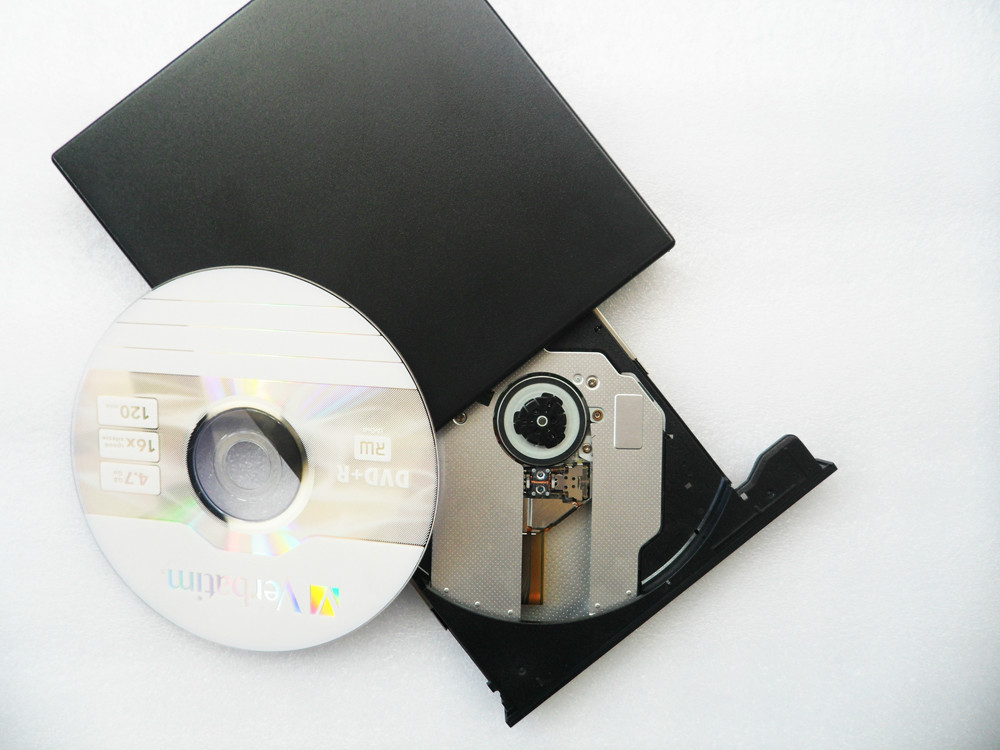 Verbatim
DVD+R
RW
4.7
16x
120